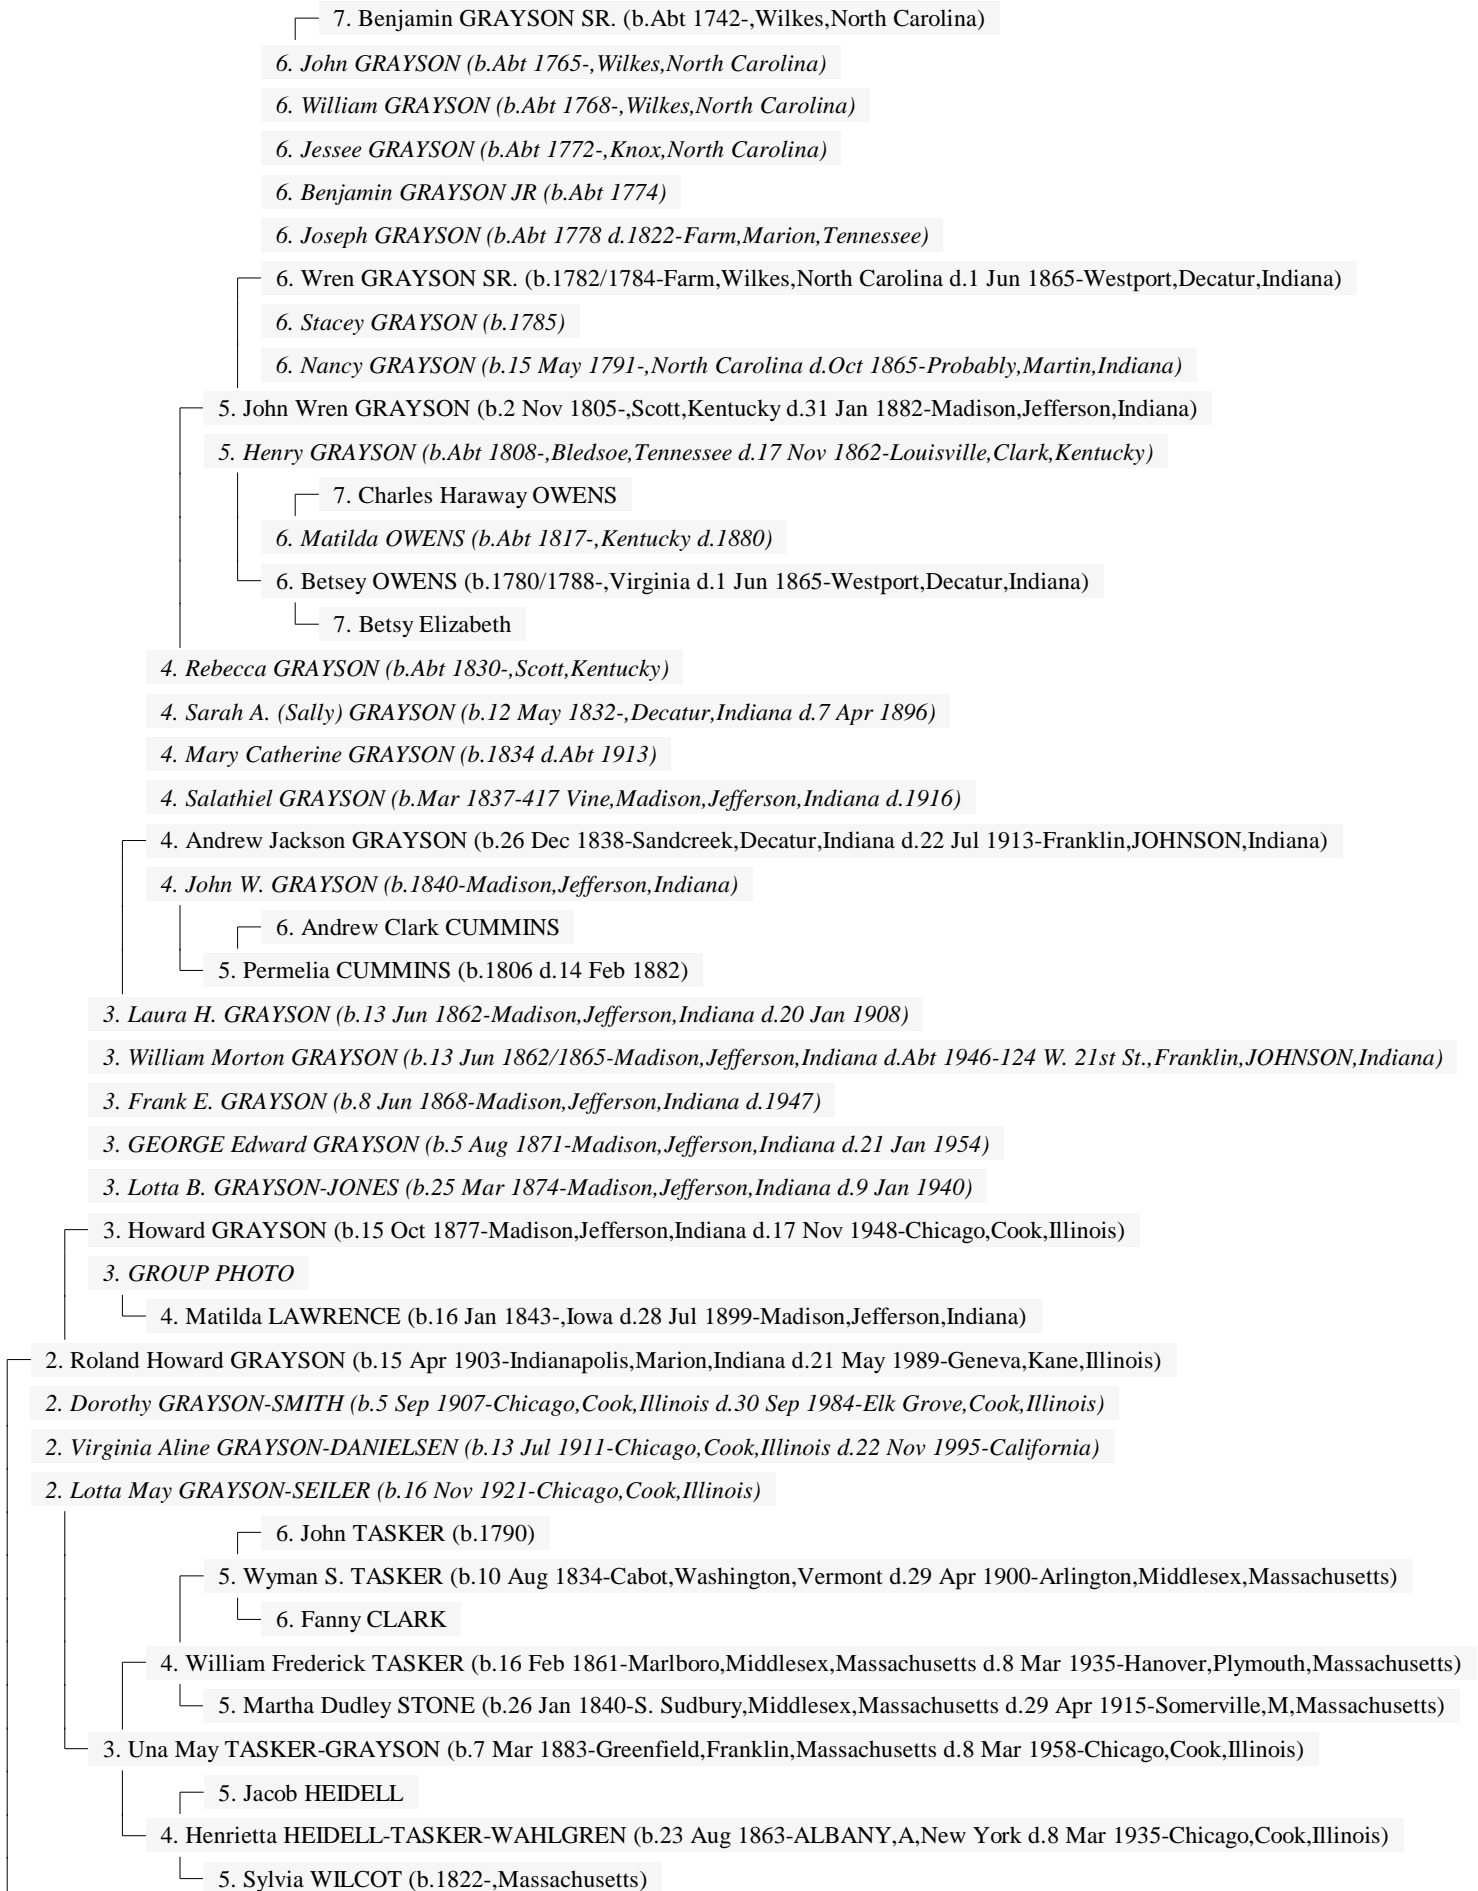 7. Benjamin GRAYSON SR. (b.Abt 1742-,Wilkes,North Carolina)
6. John GRAYSON (b.Abt 1765-,Wilkes,North Carolina)
6. William GRAYSON (b.Abt 1768-,Wilkes,North Carolina)
6. Jessee GRAYSON (b.Abt 1772-,Knox,North Carolina)
6. Benjamin GRAYSON JR (b.Abt 1774)
6. Joseph GRAYSON (b.Abt 1778 d.1822-Farm,Marion,Tennessee)
6. Wren GRAYSON SR. (b.1782/1784-Farm,Wilkes,North Carolina d.1 Jun 1865-Westport,Decatur,Indiana)
6. Stacey GRAYSON (b.1785)
6. Nancy GRAYSON (b.15 May 1791-,North Carolina d.Oct 1865-Probably,Martin,Indiana)
5. John Wren GRAYSON (b.2 Nov 1805-,Scott,Kentucky d.31 Jan 1882-Madison,Jefferson,Indiana)
5. Henry GRAYSON (b.Abt 1808-,Bledsoe,Tennessee d.17 Nov 1862-Louisville,Clark,Kentucky)
7. Charles Haraway OWENS
6. Matilda OWENS (b.Abt 1817-,Kentucky d.1880)
6. Betsey OWENS (b.1780/1788-,Virginia d.1 Jun 1865-Westport,Decatur,Indiana)
7. Betsy Elizabeth
4. Rebecca GRAYSON (b.Abt 1830-,Scott,Kentucky)
4. Sarah A. (Sally) GRAYSON (b.12 May 1832-,Decatur,Indiana d.7 Apr 1896)
4. Mary Catherine GRAYSON (b.1834 d.Abt 1913)
4. Salathiel GRAYSON (b.Mar 1837-417 Vine,Madison,Jefferson,Indiana d.1916)
4. Andrew Jackson GRAYSON (b.26 Dec 1838-Sandcreek,Decatur,Indiana d.22 Jul 1913-Franklin,JOHNSON,Indiana)
4. John W. GRAYSON (b.1840-Madison,Jefferson,Indiana)
6. Andrew Clark CUMMINS
5. Permelia CUMMINS (b.1806 d.14 Feb 1882)
3. Laura H. GRAYSON (b.13 Jun 1862-Madison,Jefferson,Indiana d.20 Jan 1908)
3. William Morton GRAYSON (b.13 Jun 1862/1865-Madison,Jefferson,Indiana d.Abt 1946-124 W. 21st St.,Franklin,JOHNSON,Indiana)
3. Frank E. GRAYSON (b.8 Jun 1868-Madison,Jefferson,Indiana d.1947)
3. GEORGE Edward GRAYSON (b.5 Aug 1871-Madison,Jefferson,Indiana d.21 Jan 1954)
3. Lotta B. GRAYSON-JONES (b.25 Mar 1874-Madison,Jefferson,Indiana d.9 Jan 1940)
3. Howard GRAYSON (b.15 Oct 1877-Madison,Jefferson,Indiana d.17 Nov 1948-Chicago,Cook,Illinois)
3. GROUP PHOTO
4. Matilda LAWRENCE (b.16 Jan 1843-,Iowa d.28 Jul 1899-Madison,Jefferson,Indiana)
2. Roland Howard GRAYSON (b.15 Apr 1903-Indianapolis,Marion,Indiana d.21 May 1989-Geneva,Kane,Illinois)
2. Dorothy GRAYSON-SMITH (b.5 Sep 1907-Chicago,Cook,Illinois d.30 Sep 1984-Elk Grove,Cook,Illinois)
2. Virginia Aline GRAYSON-DANIELSEN (b.13 Jul 1911-Chicago,Cook,Illinois d.22 Nov 1995-California)
2. Lotta May GRAYSON-SEILER (b.16 Nov 1921-Chicago,Cook,Illinois)
6. John TASKER (b.1790)
5. Wyman S. TASKER (b.10 Aug 1834-Cabot,Washington,Vermont d.29 Apr 1900-Arlington,Middlesex,Massachusetts)
6. Fanny CLARK
4. William Frederick TASKER (b.16 Feb 1861-Marlboro,Middlesex,Massachusetts d.8 Mar 1935-Hanover,Plymouth,Massachusetts)
5. Martha Dudley STONE (b.26 Jan 1840-S. Sudbury,Middlesex,Massachusetts d.29 Apr 1915-Somerville,M,Massachusetts)
3. Una May TASKER-GRAYSON (b.7 Mar 1883-Greenfield,Franklin,Massachusetts d.8 Mar 1958-Chicago,Cook,Illinois)
5. Jacob HEIDELL
4. Henrietta HEIDELL-TASKER-WAHLGREN (b.23 Aug 1863-ALBANY,A,New York d.8 Mar 1935-Chicago,Cook,Illinois)
5. Sylvia WILCOT (b.1822-,Massachusetts)